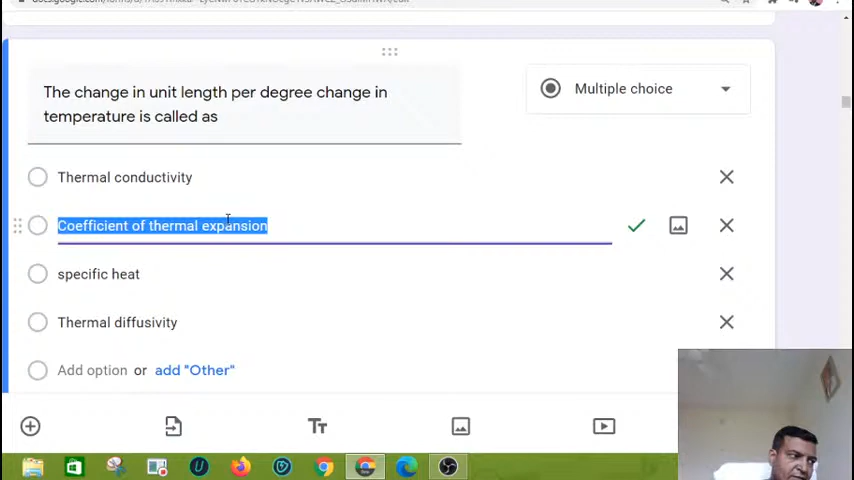 The change in unit length per degree change in
temperature is called as
Multiple choice
Thermal conductivity
Coefficient of thermal expansion
specific heat
Thermal diffusivity
Add option or add "Other"
Tт